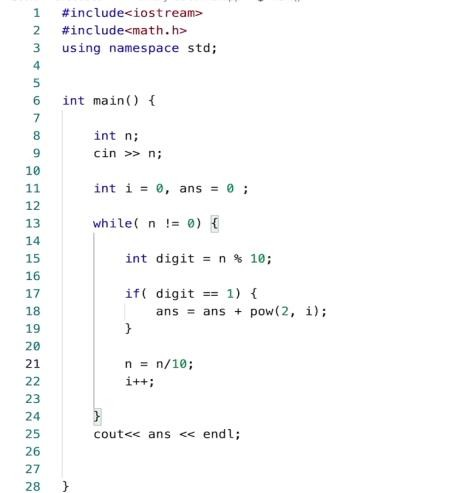 1 #include<iostream>
2 #include<math.h>
3 using namespace std;
4
5
6 int main() {
7
8 int n;
9 cin >> n;
10
11 int i = 0, ans = 0 ;
12
13 while( n != 0) {
14
15 int digit = n % 10;
16
17 if( digit == 1) {
18 ans = ans + pow(2, i);
19 }
20
21 n = n/10;
22 i++;
23
24 }
25 cout<< ans << endl;
26
27
28 }